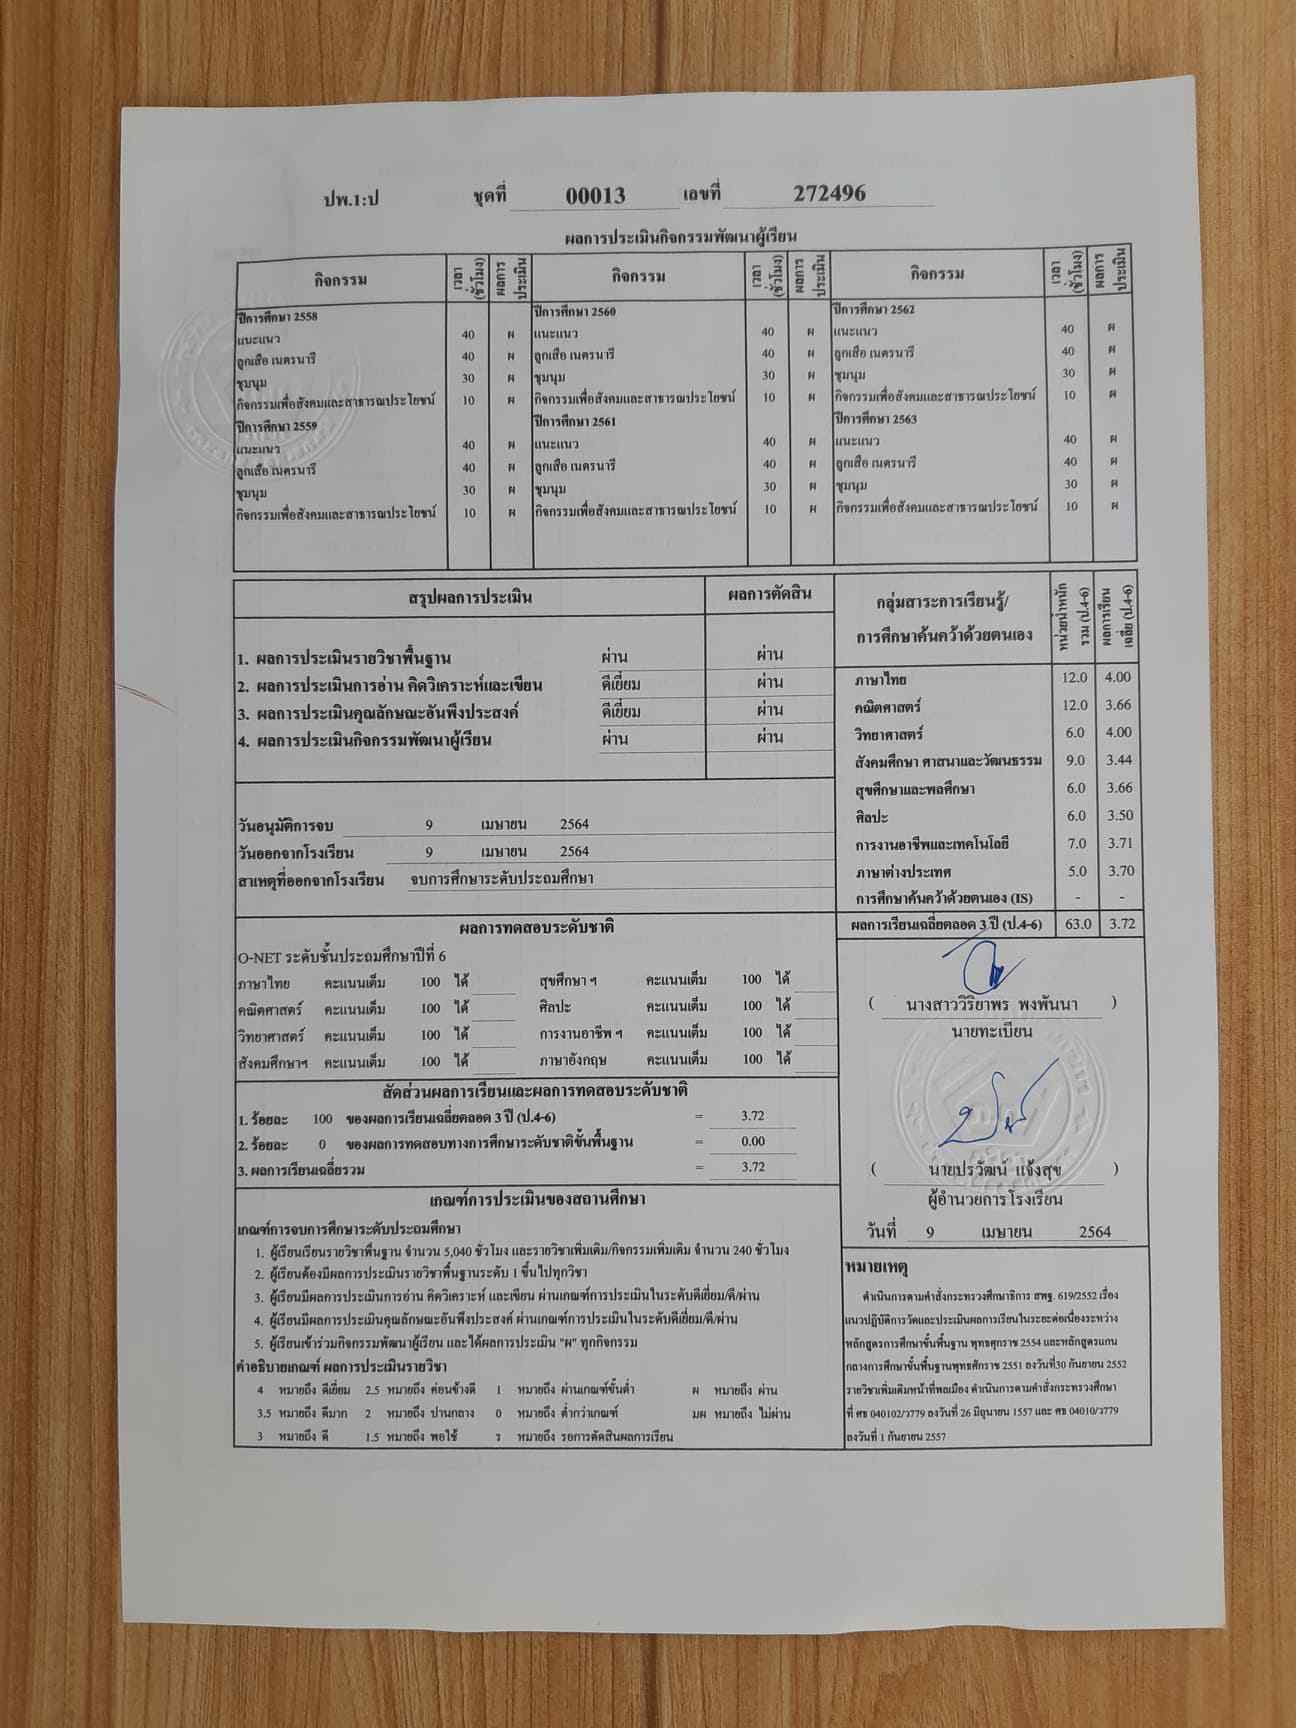 ปพ.1:ป ชุดที่ 00013 เลขที่ 272496
ผลการประเมินกิจกรรมพัฒนาผู้เรียน
กิจกรรม เวลา (ชั่วโมง) ผลการประเมิน กิจกรรม เวลา (ชั่วโมง) ผลการประเมิน กิจกรรม เวลา (ชั่วโมง) ผลการประเมิน
ปีการศึกษา 2558 ปีการศึกษา 2560 ปีการศึกษา 2562
แนะแนว 40 ผ แนะแนว 40 ผ แนะแนว 40 ผ
ลูกเสือ เนตรนารี 40 ผ ลูกเสือ เนตรนารี 40 ผ ลูกเสือ เนตรนารี 40 ผ
ชุมนุม 30 ผ ชุมนุม 30 ผ ชุมนุม 30 ผ
กิจกรรมเพื่อสังคมและสาธารณประโยชน์ 10 ผ กิจกรรมเพื่อสังคมและสาธารณประโยชน์ 10 ผ กิจกรรมเพื่อสังคมและสาธารณประโยชน์ 10 ผ
ปีการศึกษา 2559 ปีการศึกษา 2561 ปีการศึกษา 2563
แนะแนว 40 ผ แนะแนว 40 ผ แนะแนว 40 ผ
ลูกเสือ เนตรนารี 40 ผ ลูกเสือ เนตรนารี 40 ผ ลูกเสือ เนตรนารี 40 ผ
ชุมนุม 30 ผ ชุมนุม 30 ผ ชุมนุม 30 ผ
กิจกรรมเพื่อสังคมและสาธารณประโยชน์ 10 ผ กิจกรรมเพื่อสังคมและสาธารณประโยชน์ 10 ผ กิจกรรมเพื่อสังคมและสาธารณประโยชน์ 10 ผ
สรุปผลการประเมิน ผลการตัดสิน
1. ผลการประเมินรายวิชาพื้นฐาน ผ่าน ผ่าน
2. ผลการประเมินการอ่าน คิดวิเคราะห์และเขียน ดีเยี่ยม ผ่าน
3. ผลการประเมินคุณลักษณะอันพึงประสงค์ ดีเยี่ยม ผ่าน
4. ผลการประเมินกิจกรรมพัฒนาผู้เรียน ผ่าน ผ่าน
วันอนุมัติการจบ 9 เมษายน 2564
วันออกจากโรงเรียน 9 เมษายน 2564
สาเหตุที่ออกจากโรงเรียน จบการศึกษาระดับประถมศึกษา
ผลการทดสอบระดับชาติ
O-NET ระดับชั้นประถมศึกษาปีที่ 6
ภาษาไทย คะแนนเต็ม 100 ได้ สุขศึกษา ฯ คะแนนเต็ม 100 ได้
คณิตศาสตร์ คะแนนเต็ม 100 ได้ ศิลปะ คะแนนเต็ม 100 ได้
วิทยาศาสตร์ คะแนนเต็ม 100 ได้ การงานอาชีพ ฯ คะแนนเต็ม 100 ได้
สังคมศึกษาฯ คะแนนเต็ม 100 ได้ ภาษาอังกฤษ คะแนนเต็ม 100 ได้
สัดส่วนผลการเรียนและผลการทดสอบระดับชาติ
1. ร้อยละ 100 ของผลการเรียนเฉลี่ยตลอด 3 ปี (ป.4-6) = 3.72
2. ร้อยละ 0 ของผลการทดสอบทางการศึกษาระดับชาติขั้นพื้นฐาน = 0.00
3. ผลการเรียนเฉลี่ยรวม = 3.72
เกณฑ์การประเมินของสถานศึกษา
เกณฑ์การจบการศึกษาระดับประถมศึกษา
1. ผู้เรียนเรียนรายวิชาพื้นฐาน จำนวน 5,040 ชั่วโมง และรายวิชาเพิ่มเติม/กิจกรรมเพิ่มเติม จำนวน 240 ชั่วโมง
2. ผู้เรียนต้องมีผลการประเมินรายวิชาพื้นฐานระดับ 1 ขึ้นไปทุกวิชา
3. ผู้เรียนมีผลการประเมินการอ่าน คิดวิเคราะห์ และเขียน ผ่านเกณฑ์การประเมินในระดับดีเยี่ยม/ดี/ผ่าน
4. ผู้เรียนมีผลการประเมินคุณลักษณะอันพึงประสงค์ ผ่านเกณฑ์การประเมินในระดับดีเยี่ยม/ดี/ผ่าน
5. ผู้เรียนเข้าร่วมกิจกรรมพัฒนาผู้เรียน และได้ผลการประเมิน "ผ" ทุกกิจกรรม
คำอธิบายเกณฑ์ ผลการประเมินรายวิชา
4 หมายถึง ดีเยี่ยม 2.5 หมายถึง ค่อนข้างดี 1 หมายถึง ผ่านเกณฑ์ขั้นต่ำ ผ หมายถึง ผ่าน
3.5 หมายถึง ดีมาก 2 หมายถึง ปานกลาง 0 หมายถึง ต่ำกว่าเกณฑ์ มผ หมายถึง ไม่ผ่าน
3 หมายถึง ดี 1.5 หมายถึง พอใช้ ร หมายถึง รอการตัดสินผลการเรียน
กลุ่มสาระการเรียนรู้/ หน่วยน้ำหนัก รวม (ป.4-6) ผลการเรียน เฉลี่ย (ป.4-6)
การศึกษาค้นคว้าด้วยตนเอง
ภาษาไทย 12.0 4.00
คณิตศาสตร์ 12.0 3.66
วิทยาศาสตร์ 6.0 4.00
สังคมศึกษา ศาสนาและวัฒนธรรม 9.0 3.44
สุขศึกษาและพลศึกษา 6.0 3.66
ศิลปะ 6.0 3.50
การงานอาชีพและเทคโนโลยี 7.0 3.71
ภาษาต่างประเทศ 5.0 3.70
การศึกษาค้นคว้าด้วยตนเอง (IS) - -
ผลการเรียนเฉลี่ยตลอด 3 ปี (ป.4-6) 63.0 3.72
( นางสาววิริยาพร พงพันนา )
นายทะเบียน
( นายปรวัฒน์ แจ้งสุข )
ผู้อำนวยการโรงเรียน
วันที่ 9 เมษายน 2564
หมายเหตุ
ดำเนินการตามคำสั่งกระทรวงศึกษาธิการ สพฐ. 619/2552 เรื่อง
แนวปฏิบัติการวัดและประเมินผลการเรียนในระยะต่อเนื่องระหว่าง
หลักสูตรการศึกษาขั้นพื้นฐาน พุทธศุกราช 2554 และหลักสูตรแกน
กลางการศึกษาขั้นพื้นฐานพุทธศักราช 2551 ลงวันที่30 กันยายน 2552
รายวิชาเพิ่มเติมหน้าที่พลเมือง ดำเนินการตามคำสั่งกระทรวงศึกษา
ที่ ศธ 040102/ว779 ลงวันที่ 26 มิถุนายน 1557 และ ศธ 04010/ว779
ลงวันที่ 1 กันยายน 2557